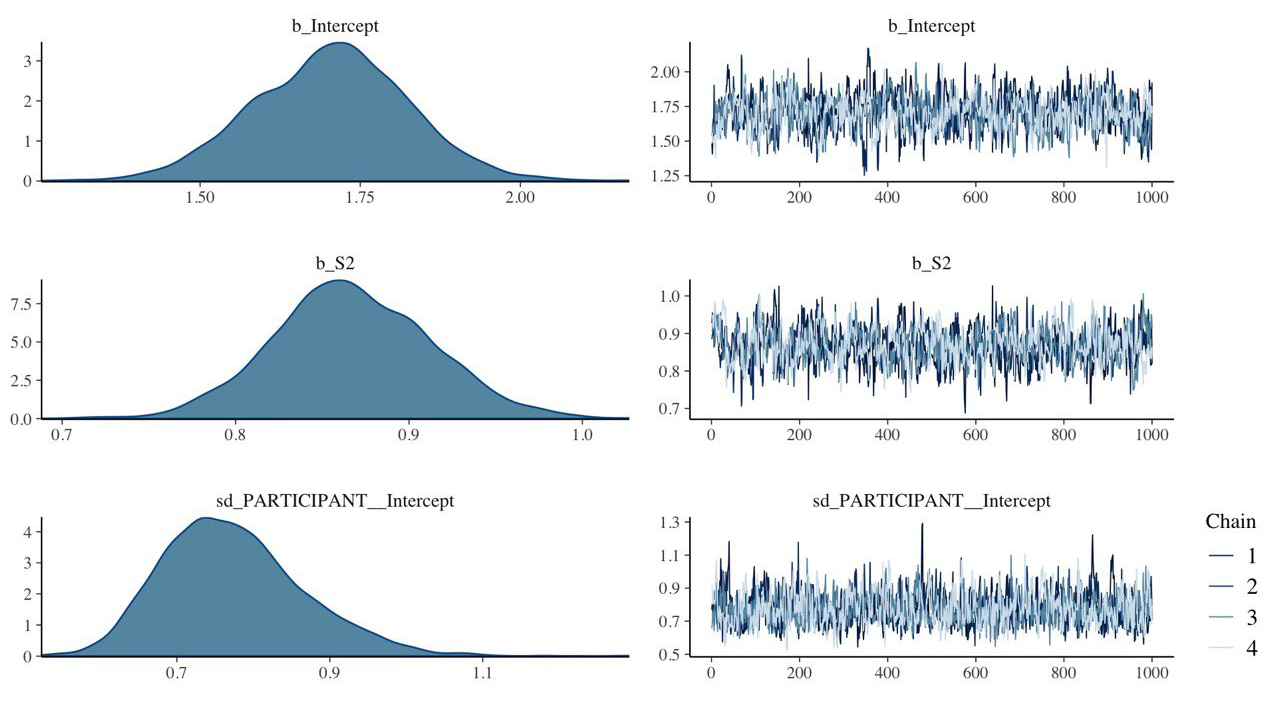 b_Intercept
3
2
1
0
1.50 1.75 2.00
b_Intercept
2.00
1.75
1.50
1.25
0 200 400 600 800 1000
b_S2
7.5
5.0
2.5
0.0
0.7 0.8 0.9 1.0
b_S2
1.0
0.9
0.8
0.7
0 200 400 600 800 1000
sd_PARTICIPANT__Intercept
4
3
2
1
0
0.7 0.9 1.1
sd_PARTICIPANT__Intercept
1.3
1.1
0.9
0.7
0.5
0 200 400 600 800 1000
Chain
1
2
3
4